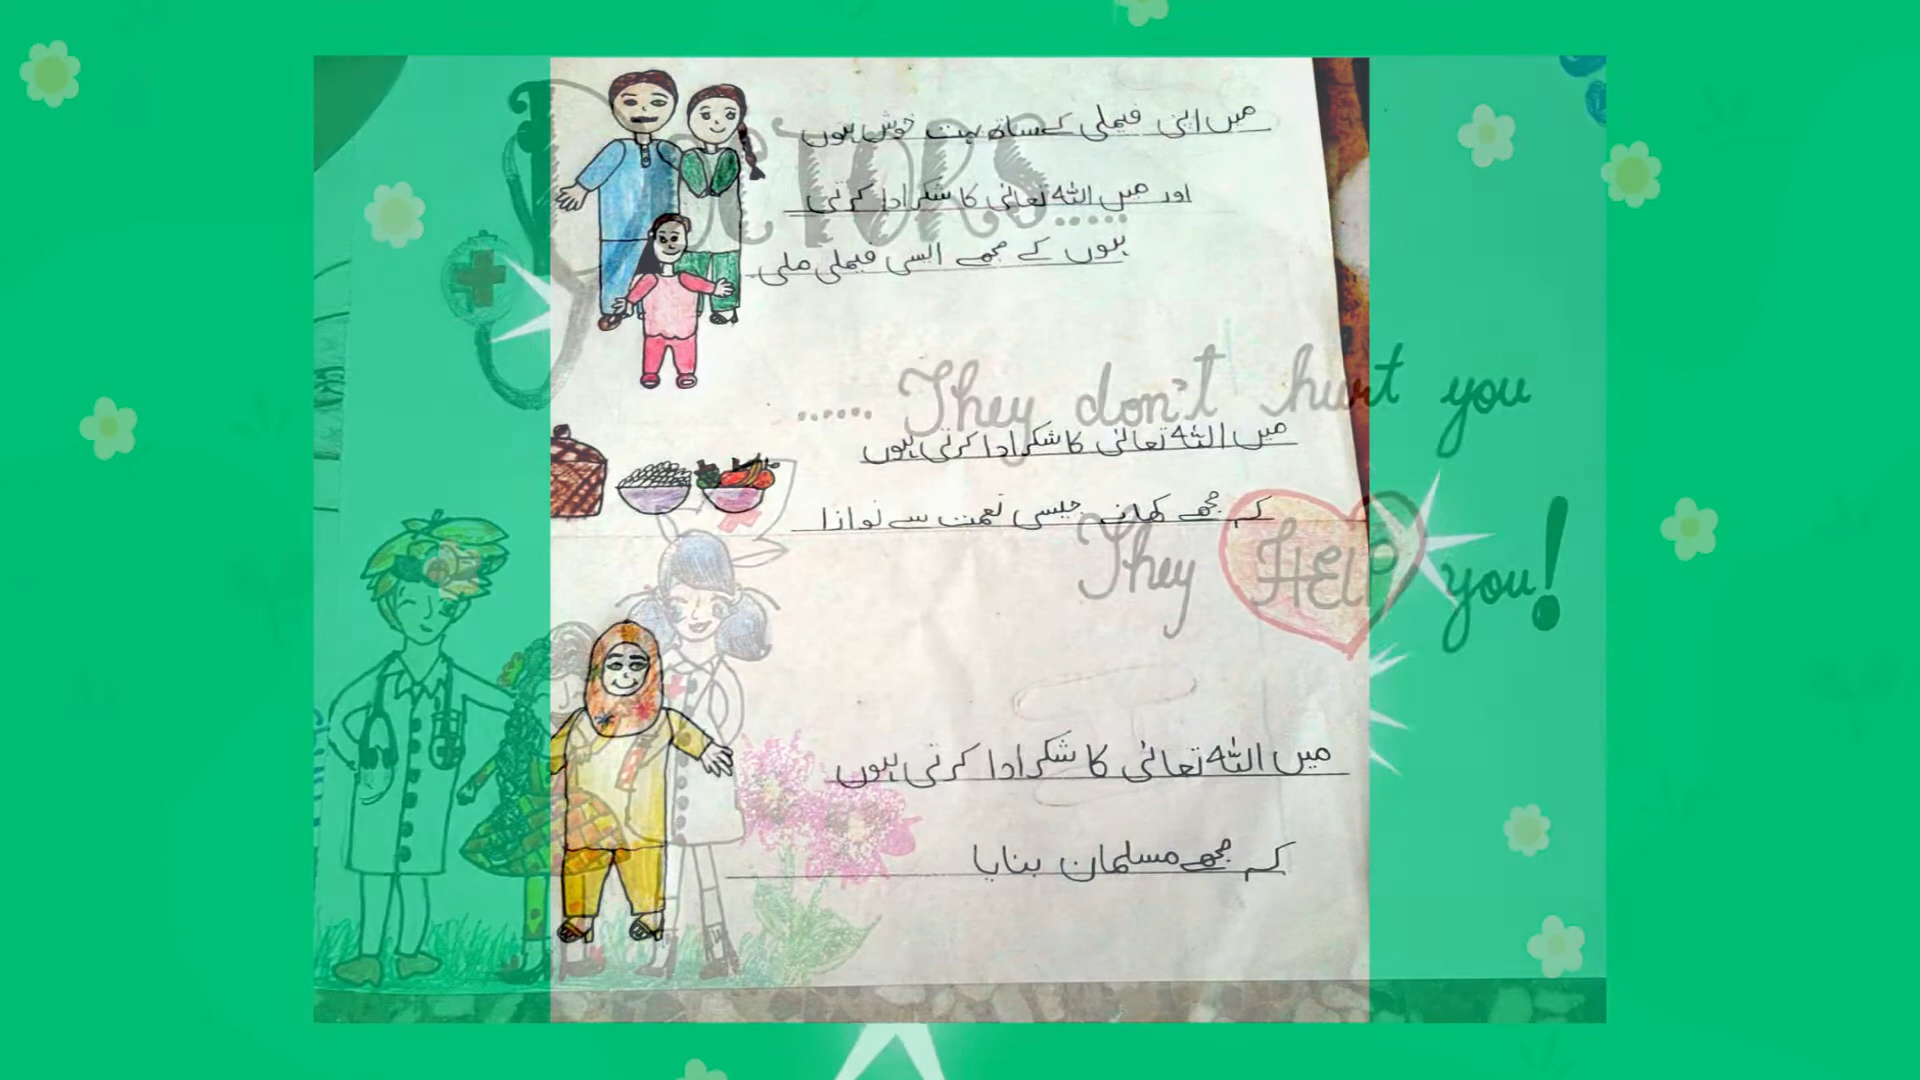 میں اپنی فیملی کے ساتھ بہت خوش ہوں
اور میں اللہ تعالیٰ کا شکر ادا کرتی
ہوں کے مجھے ایسی فیملی ملی
میں اللہ تعالیٰ کا شکر ادا کرتی ہوں
کہ مجھے کھانے جیسی نعمت سے نوازا
میں اللہ تعالیٰ کا شکر ادا کرتی ہوں
کہ مجھے مسلمان بنایا
DOCTORS.....
...... They don't hurt you
They HELP you!